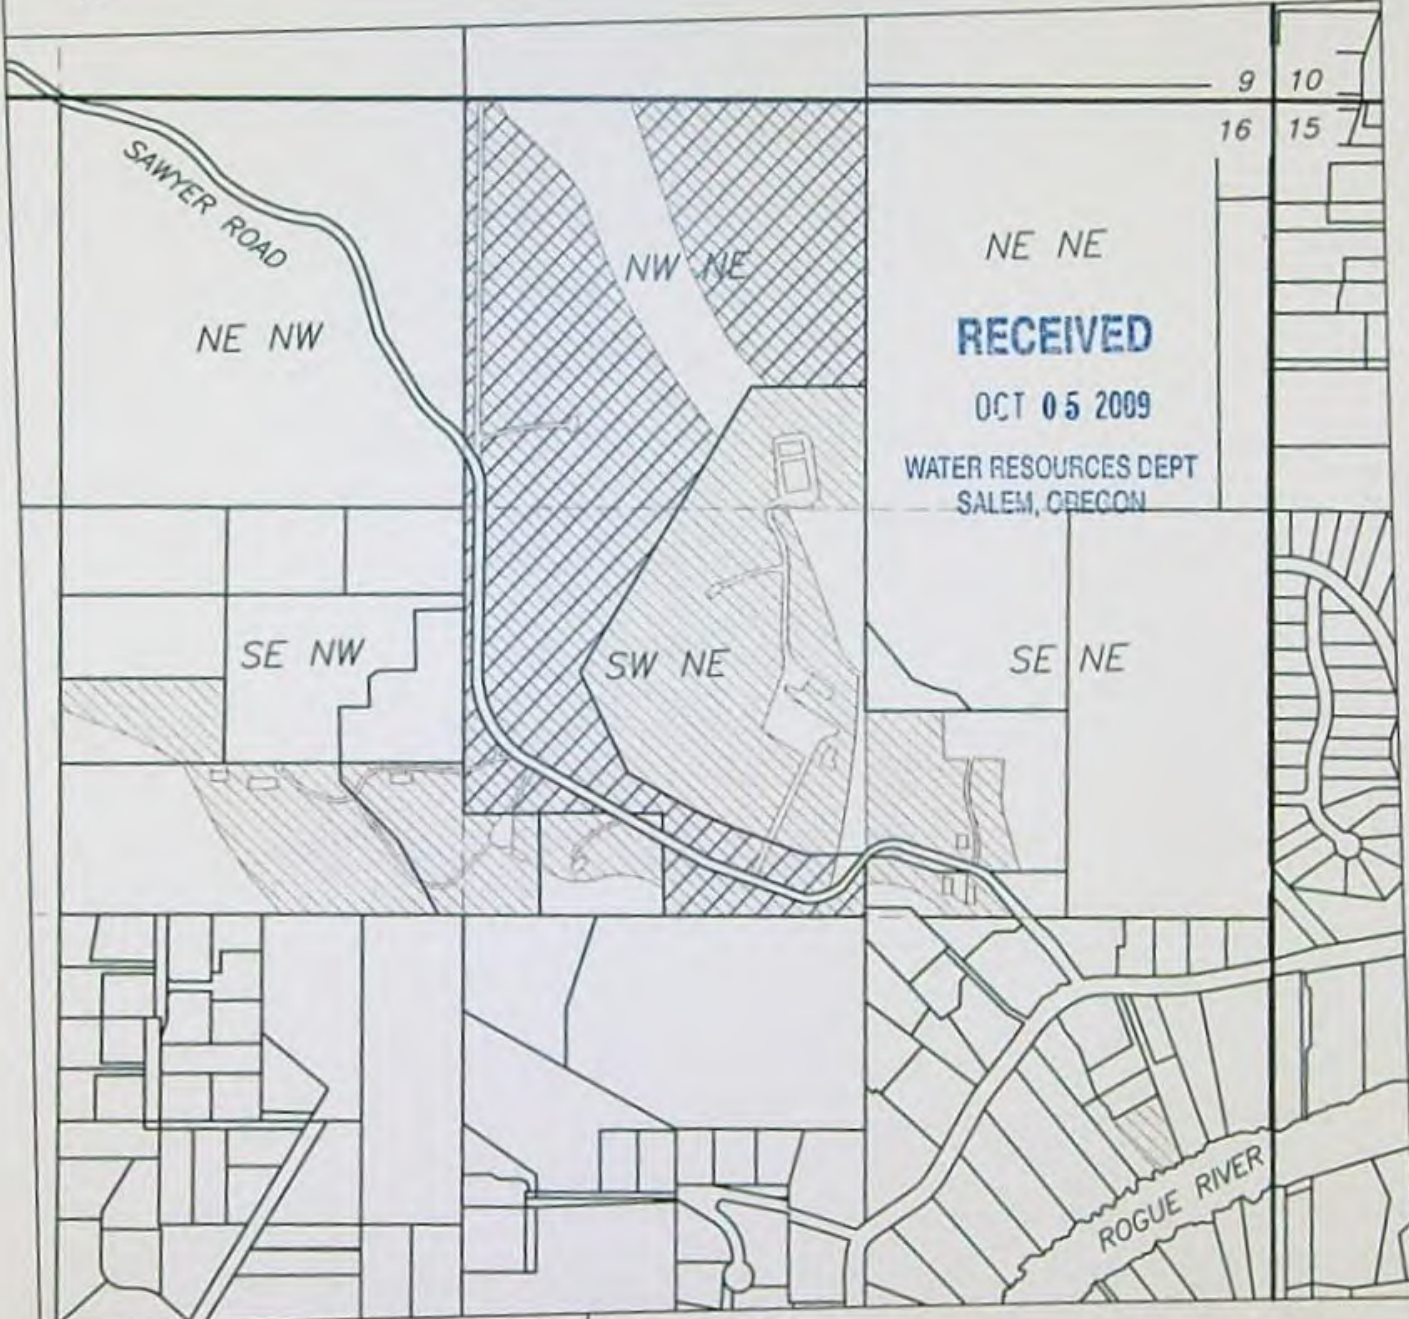 9 10
16 15
SAWYER ROAD
NE NW
NW NE
NE NE
RECEIVED
OCT 05 2009
WATER RESOURCES DEPT
SALEM, OREGON
SE NW
SW NE
SE NE
ROGUE RIVER